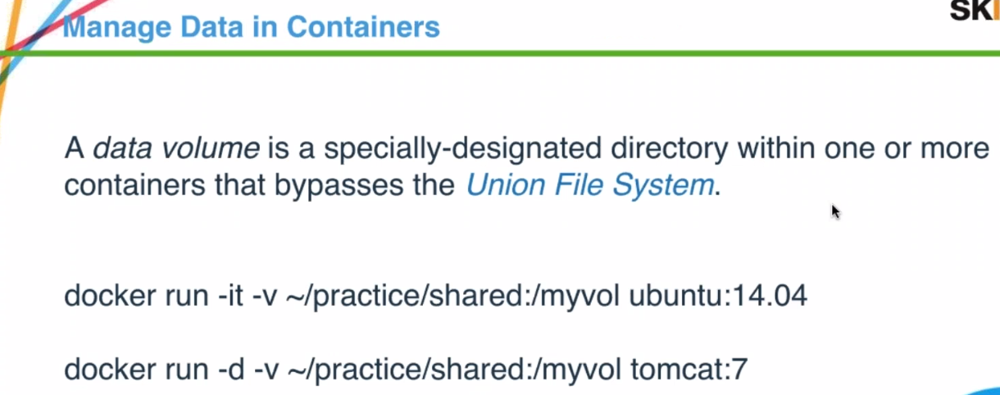 Manage Data in Containers
SK
A data volume is a specially-designated directory within one or more
containers that bypasses the Union File System.
docker run -it -v ~/practice/shared:/myvol ubuntu:14.04
docker run -d -v ~/practice/shared:/myvol tomcat:7